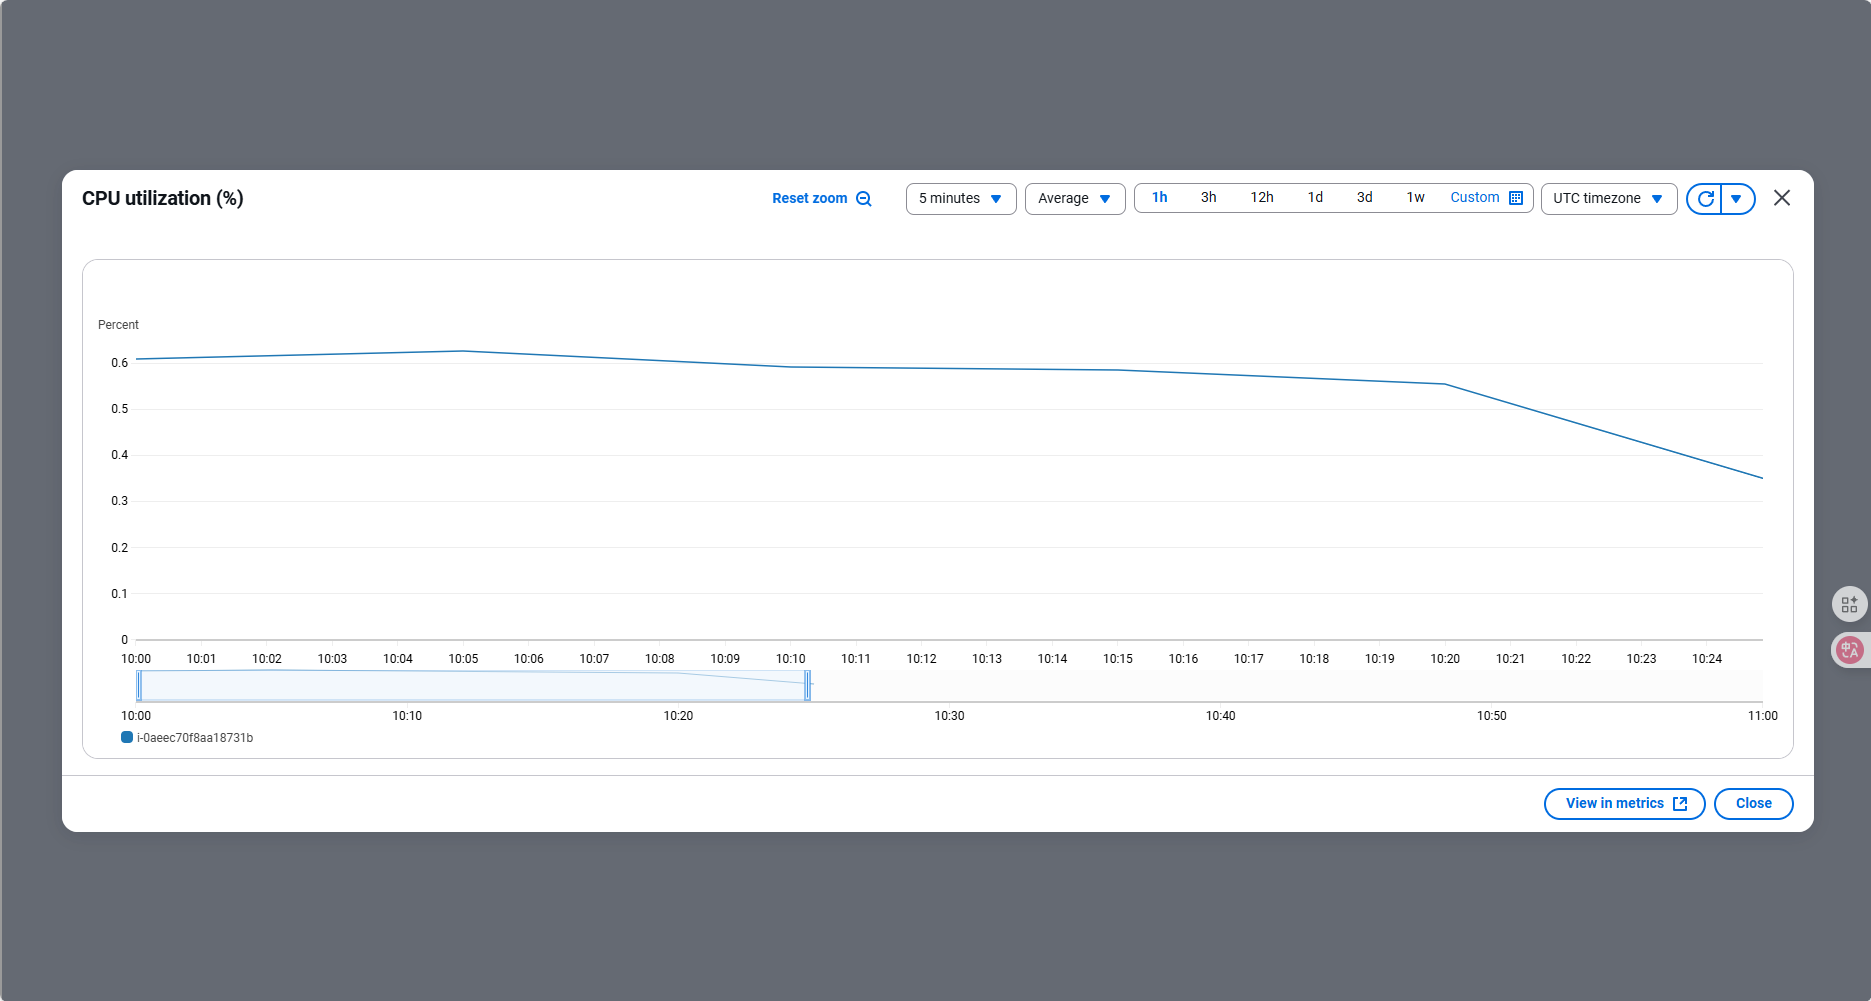 CPU utilization (%)
Reset zoom
5 minutes
Average
1h 3h 12h 1d 3d 1w Custom
UTC timezone
Percent
0.6
0.5
0.4
0.3
0.2
0.1
0
10:00 10:01 10:02 10:03 10:04 10:05 10:06 10:07 10:08 10:09 10:10 10:11 10:12 10:13 10:14 10:15 10:16 10:17 10:18 10:19 10:20 10:21 10:22 10:23 10:24
10:00 10:10 10:20 10:30 10:40 10:50 11:00
i-0aeec70f8aa18731b
View in metrics
Close
中A